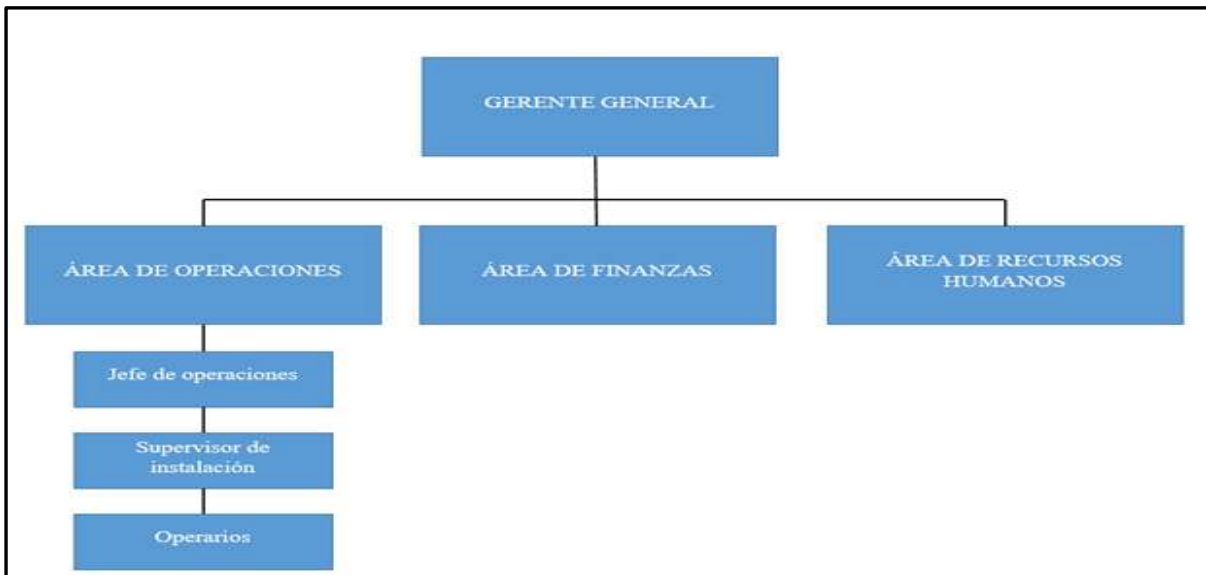 GERENTE GENERAL
ÁREA DE OPERACIONES
ÁREA DE FINANZAS
ÁREA DE RECURSOS
HUMANOS
Jefe de operaciones
Supervisor de
instalación
Operarios